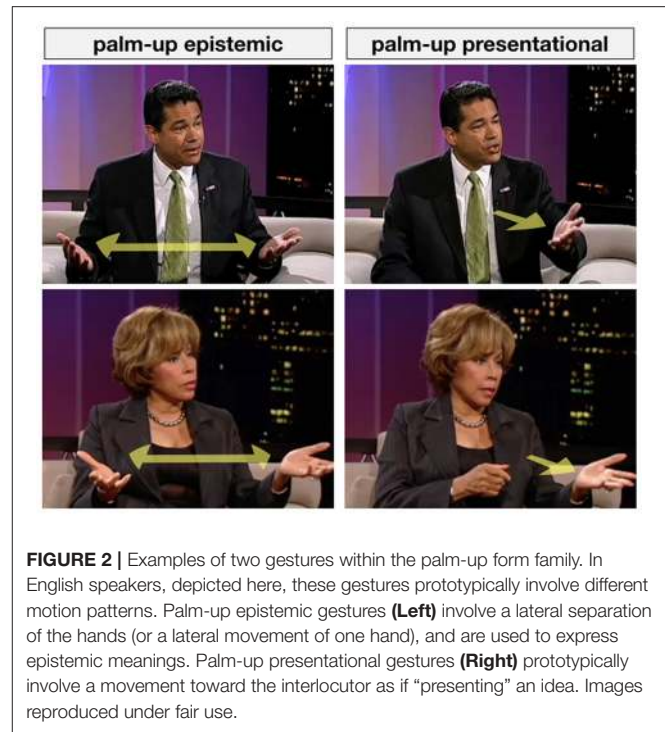 palm-up epistemic
palm-up presentational
FIGURE 2 | Examples of two gestures within the palm-up form family. In
English speakers, depicted here, these gestures prototypically involve different
motion patterns. Palm-up epistemic gestures (Left) involve a lateral separation
of the hands (or a lateral movement of one hand), and are used to express
epistemic meanings. Palm-up presentational gestures (Right) prototypically
involve a movement toward the interlocutor as if “presenting” an idea. Images
reproduced under fair use.